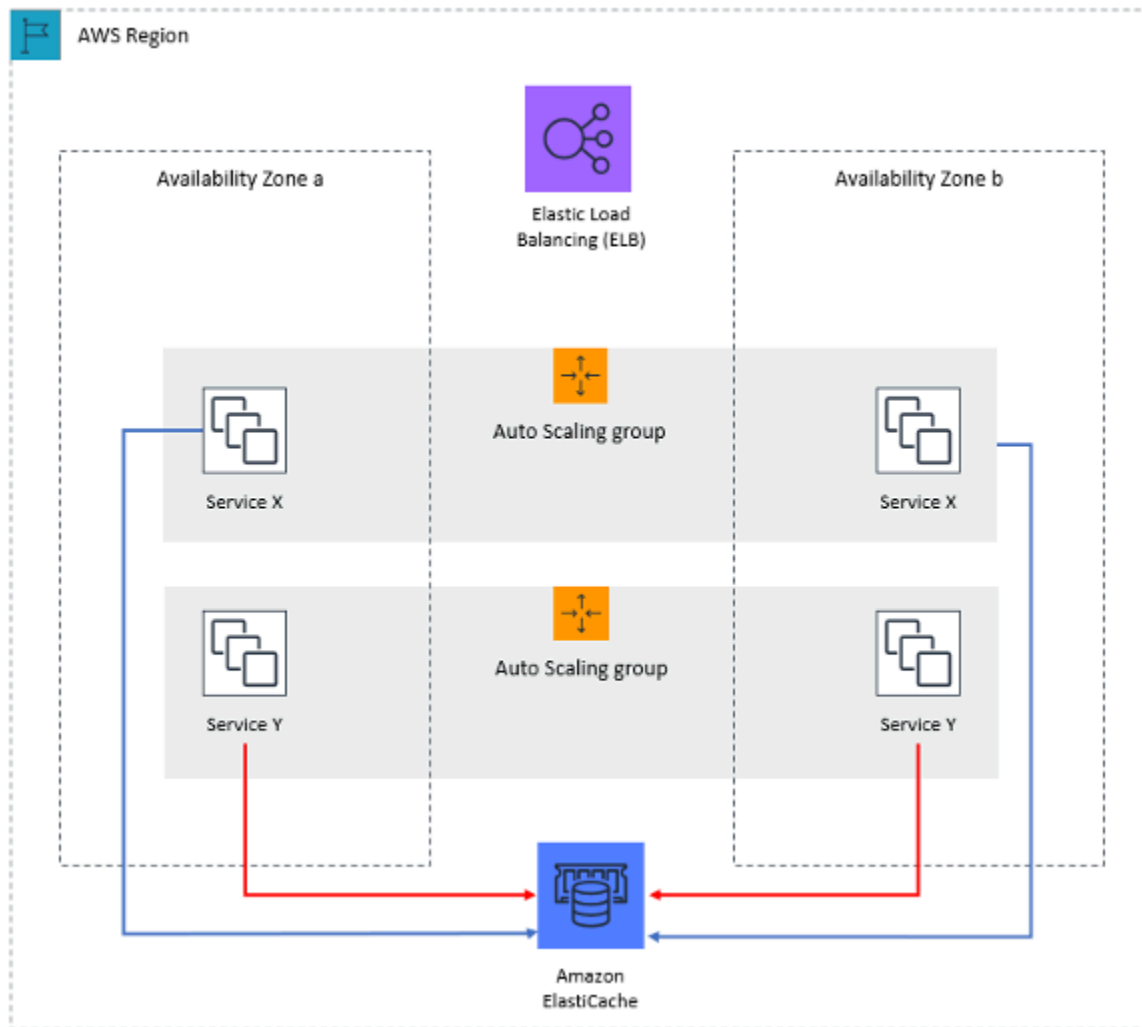 AWS Region
Elastic Load
Balancing (ELB)
Availability Zone a
Availability Zone b
Auto Scaling group
Service X
Service X
Auto Scaling group
Service Y
Service Y
Amazon
ElastiCache